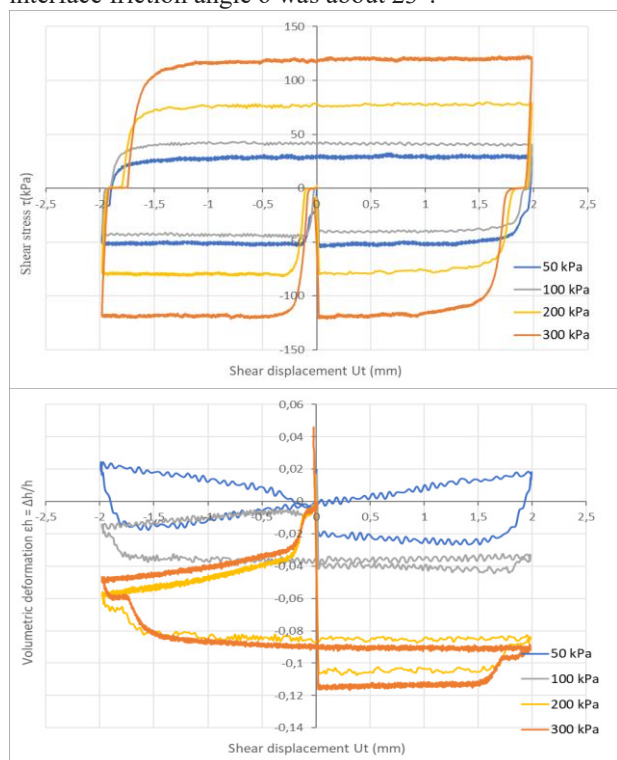 interface friction angle δ was about
150
100
50
0
-2,5 -2 -1,5 -1 -0,5 0 0,5 1 1,5 2 2,5
-50
-100
-150
Shear stress τ(kPa)
50 kPa
100 kPa
200 kPa
300 kPa
Shear displacement Ut (mm)
0,06
0,04
0,02
0
-2,5 -2 -1,5 -1 -0,5 0 0,5 1 1,5 2 2,5
-0,02
-0,04
-0,06
-0,08
-0,1
-0,12
-0,14
Volumetric deformation εh = Δh/h
50 kPa
100 kPa
200 kPa
300 kPa
Shear displacement Ut (mm)